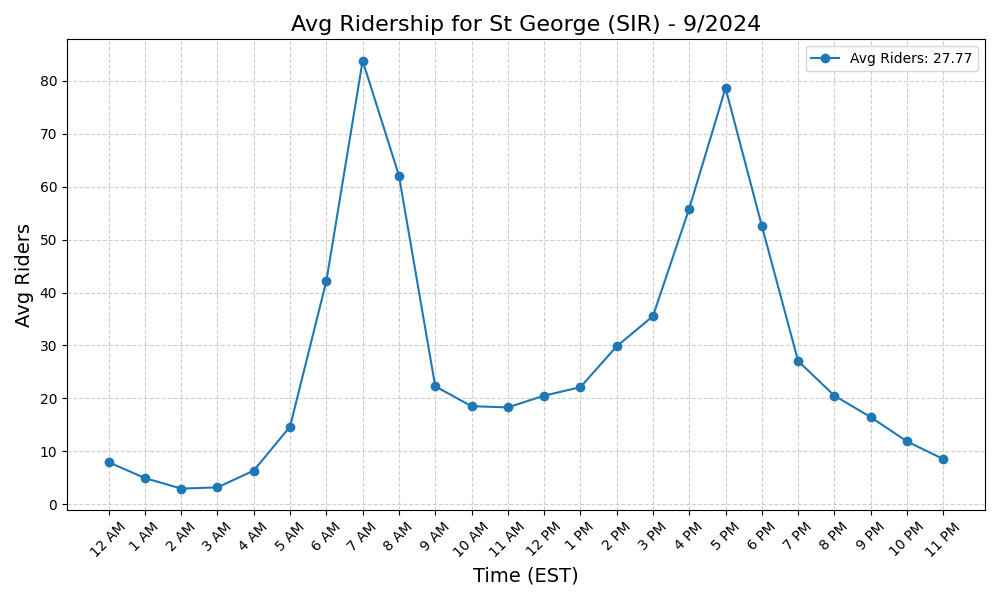 Avg Ridership for St George (SIR) - 9/2024
Avg Riders: 27.77
Avg Riders
80
70
60
50
40
30
20
10
0
12 AM
1 AM
2 AM
3 AM
4 AM
5 AM
6 AM
7 AM
8 AM
9 AM
10 AM
11 AM
12 PM
1 PM
2 PM
3 PM
4 PM
5 PM
6 PM
7 PM
8 PM
9 PM
10 PM
11 PM
Time (EST)